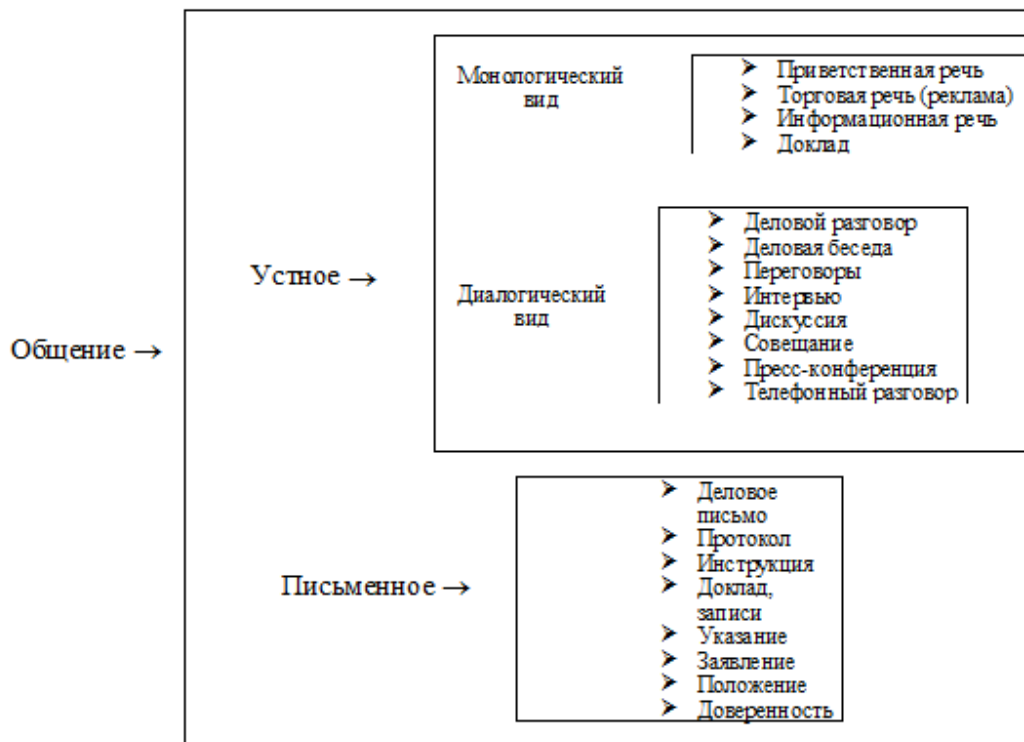 Общение →
Устное →
Монологический
вид
➤ Приветственная речь
➤ Торговая речь (реклама)
➤ Информационная речь
➤ Доклад
Диалогический
вид
➤ Деловой разговор
➤ Деловая беседа
➤ Переговоры
➤ Интервью
➤ Дискуссия
➤ Совещание
➤ Пресс-конференция
➤ Телефонный разговор
Письменное →
➤ Деловое
письмо
➤ Протокол
➤ Инструкция
➤ Доклад,
записи
➤ Указание
➤ Заявление
➤ Положение
➤ Доверенность